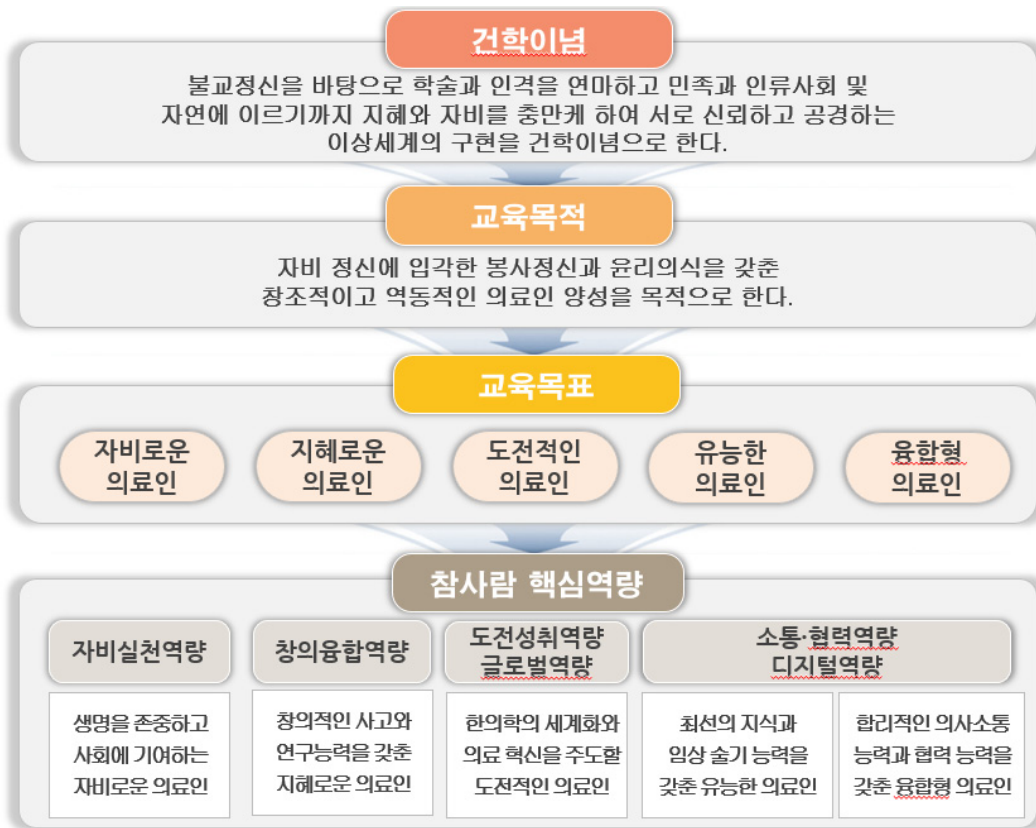 건학이념
불교정신을 바탕으로 학술과 인격을 연마하고 민족과 인류사회 및
자연에 이르기까지 지혜와 자비를 충만케 하여 서로 신뢰하고 공경하는
이상세계의 구현을 건학이념으로 한다.
교육목적
자비 정신에 입각한 봉사정신과 윤리의식을 갖춘
창조적이고 역동적인 의료인 양성을 목적으로 한다.
교육목표
자비로운
의료인
지혜로운
의료인
도전적인
의료인
유능한
의료인
융합형
의료인
참사람 핵심역량
자비실천역량
창의융합역량
도전성취역량
글로벌역량
소통·협력역량
디지털역량
생명을 존중하고
사회에 기여하는
자비로운 의료인
창의적인 사고와
연구능력을 갖춘
지혜로운 의료인
한의학의 세계화와
의료 혁신을 주도할
도전적인 의료인
최선의 지식과
임상 술기 능력을
갖춘 유능한 의료인
합리적인 의사소통
능력과 협력 능력을
갖춘 융합형 의료인